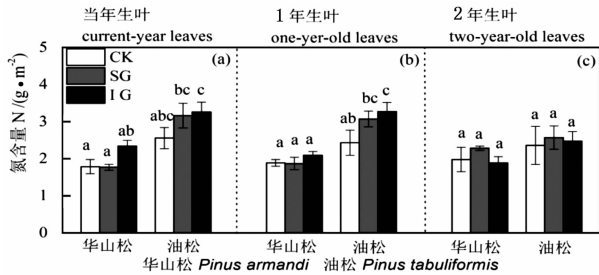 当年生叶 1年生叶 2年生叶
current-year leaves one-yer-old leaves two-year-old leaves
5 CK (a) (b) (c)
SG
4 IG
bc c bc c
abc
3 ab
ab a a a
a a a a a a a a
2
1
0
氮含量 N /(g•m⁻²)
华山松 油松 华山松 油松 华山松 油松
华山松 Pinus armandi 油松 Pinus tabuliformis